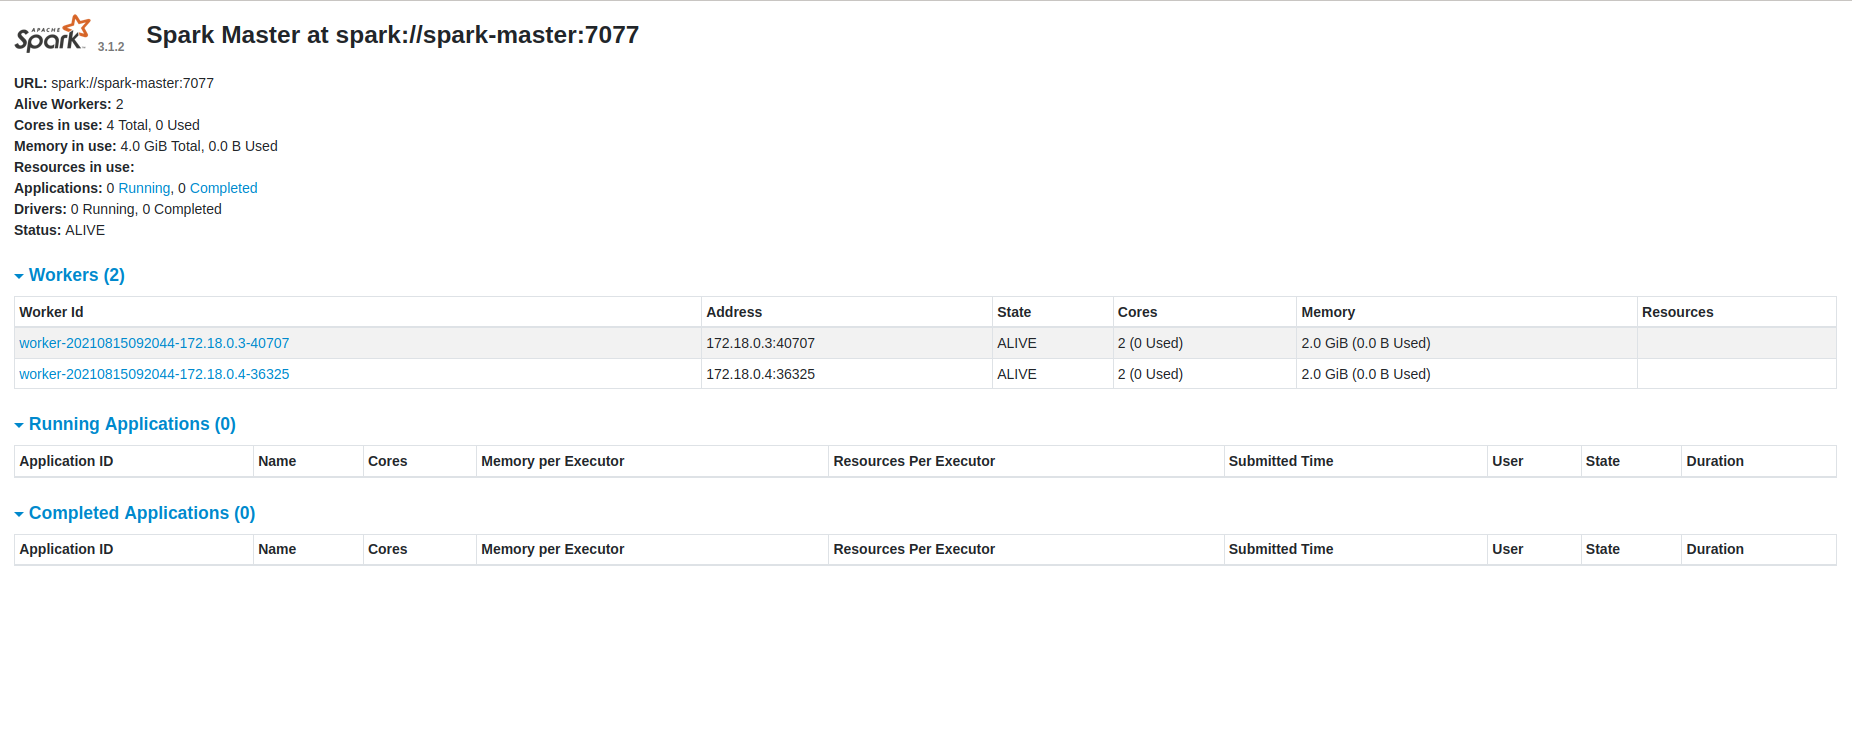 APACHE
Spark 3.1.2 Spark Master at spark://spark-master:7077
URL: spark://spark-master:7077
Alive Workers: 2
Cores in use: 4 Total, 0 Used
Memory in use: 4.0 GiB Total, 0.0 B Used
Resources in use:
Applications: 0 Running, 0 Completed
Drivers: 0 Running, 0 Completed
Status: ALIVE
Workers (2)
Worker Id Address State Cores Memory Resources
worker-20210815092044-172.18.0.3-40707 172.18.0.3:40707 ALIVE 2 (0 Used) 2.0 GiB (0.0 B Used)
worker-20210815092044-172.18.0.4-36325 172.18.0.4:36325 ALIVE 2 (0 Used) 2.0 GiB (0.0 B Used)
Running Applications (0)
Application ID Name Cores Memory per Executor Resources Per Executor Submitted Time User State Duration
Completed Applications (0)
Application ID Name Cores Memory per Executor Resources Per Executor Submitted Time User State Duration